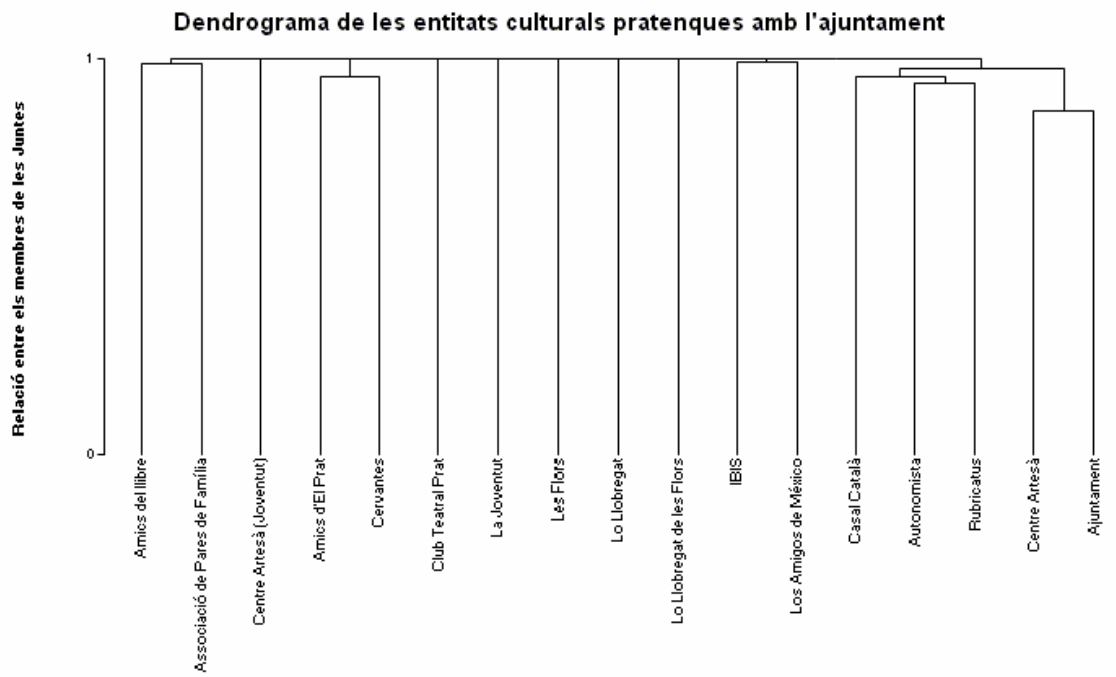 Dendrograma de les entitats culturals pratenques amb l'ajuntament
Relació entre els membres de les Juntes
1
0
Amics del llibre
Associació de Pares de Família
Centre Artesà (Joventut)
Amics d'El Prat
Cervantes
Club Teatral Prat
La Joventut
Les Flors
Lo Llobregat
Lo Llobregat de les Flors
IBIS
Los Amigos de México
Casal Català
Autonomista
Rubricatus
Centre Artesà
Ajuntament